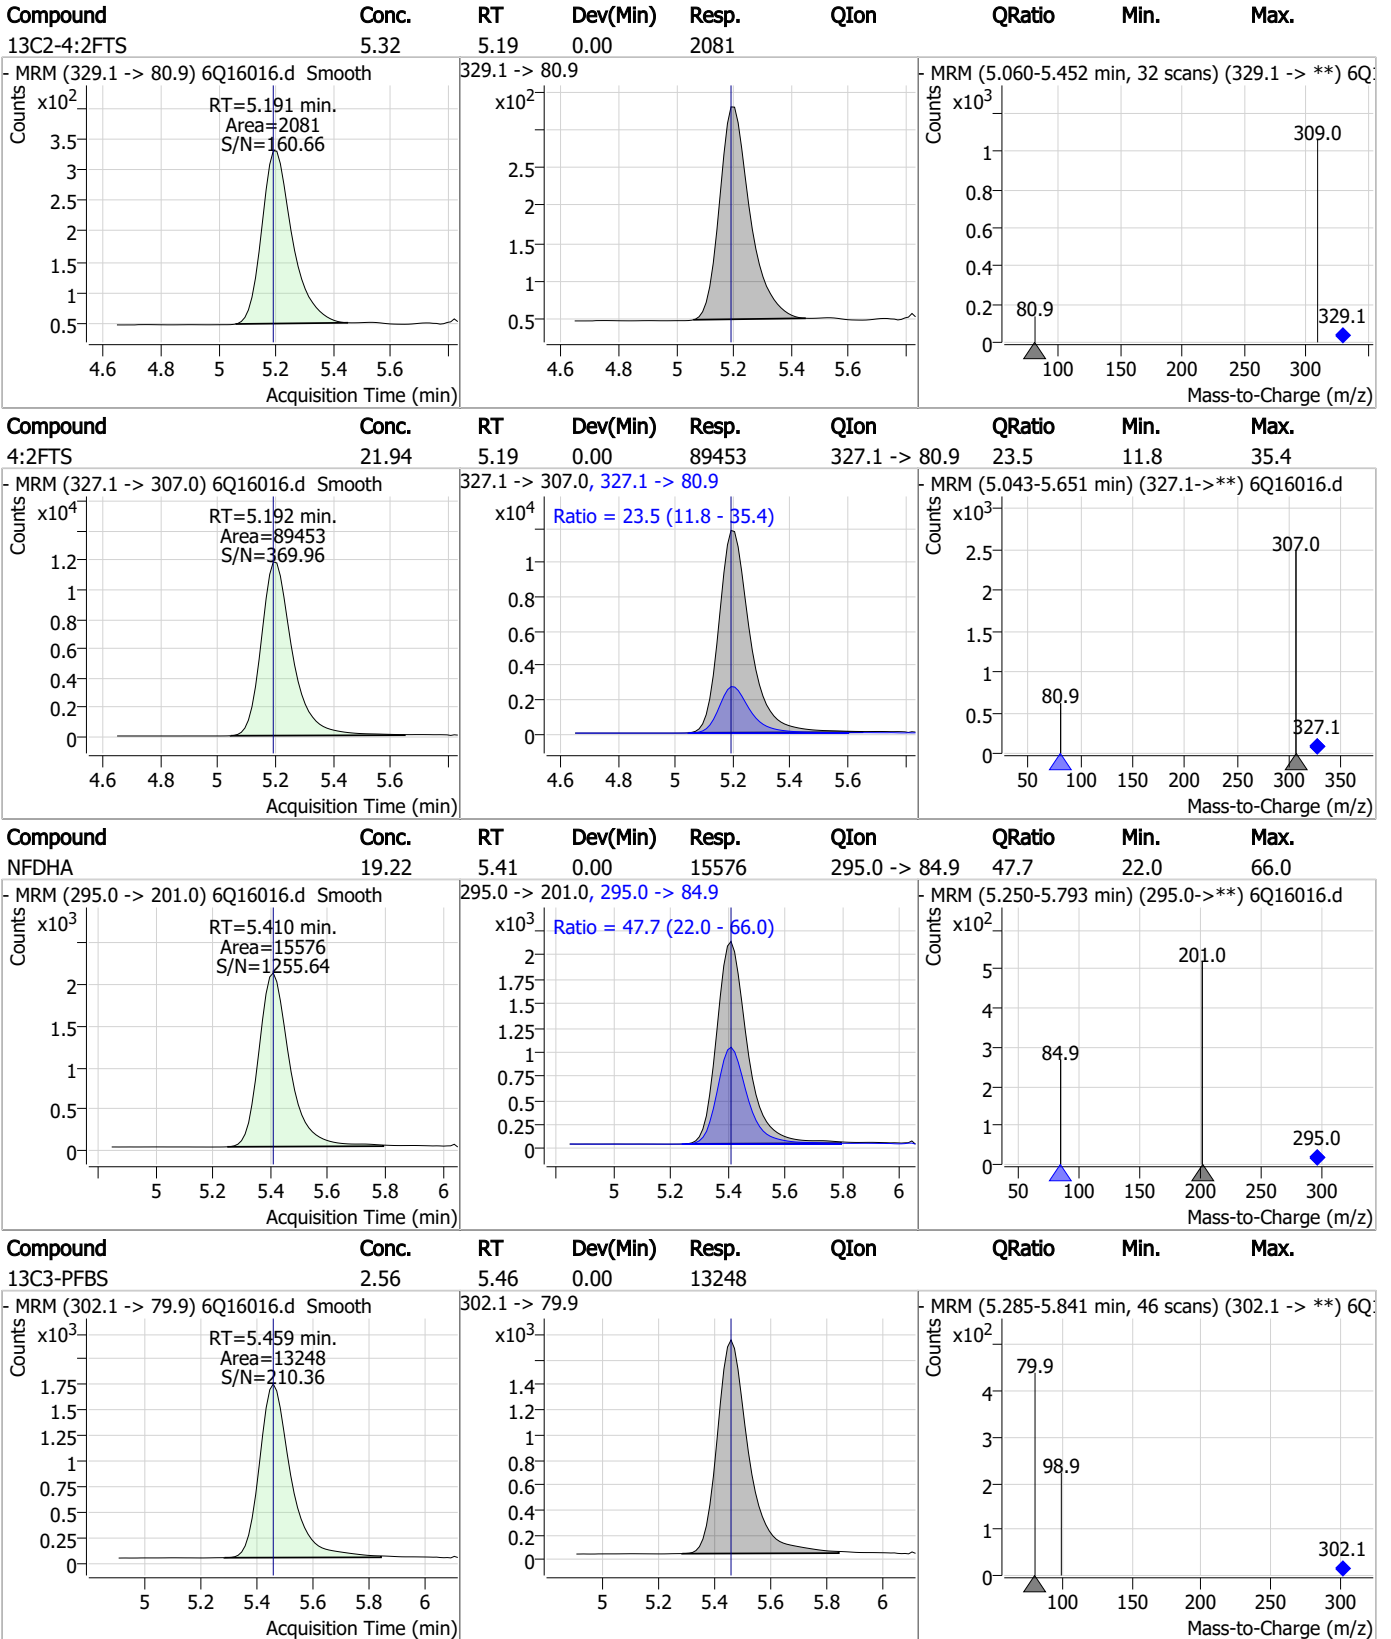 Compound Conc. RT Dev(Min) Resp. QIon QRatio Min. Max.
13C2-4:2FTS 5.32 5.19 0.00 2081
- MRM (329.1 -> 80.9) 6Q16016.d Smooth
Counts
x10²
RT=5.191 min.
Area=2081
S/N=160.66
3.5
3
2.5
2
1.5
1
0.5
4.6 4.8 5 5.2 5.4 5.6
Acquisition Time (min)
329.1 -> 80.9
x10²
2.5
2
1.5
1
0.5
4.6 4.8 5 5.2 5.4 5.6
- MRM (5.060-5.452 min, 32 scans) (329.1 -> **) 6Q1
Counts
x10³
309.0
1
0.8
0.6
0.4
0.2
0
80.9
329.1
100 150 200 250 300
Mass-to-Charge (m/z)
Compound Conc. RT Dev(Min) Resp. QIon QRatio Min. Max.
4:2FTS 21.94 5.19 0.00 89453 327.1 -> 80.9 23.5 11.8 35.4
- MRM (327.1 -> 307.0) 6Q16016.d Smooth
Counts
x10⁴
RT=5.192 min.
Area=89453
S/N=369.96
1.2
1
0.8
0.6
0.4
0.2
0
4.6 4.8 5 5.2 5.4 5.6
Acquisition Time (min)
327.1 -> 307.0, 327.1 -> 80.9
x10⁴
Ratio = 23.5 (11.8 - 35.4)
1
0.8
0.6
0.4
0.2
0
4.6 4.8 5 5.2 5.4 5.6
- MRM (5.043-5.651 min) (327.1->**) 6Q16016.d
Counts
x10³
307.0
2.5
2
1.5
1
0.5
0
80.9
327.1
50 100 150 200 250 300 350
Mass-to-Charge (m/z)
Compound Conc. RT Dev(Min) Resp. QIon QRatio Min. Max.
NFDHA 19.22 5.41 0.00 15576 295.0 -> 84.9 47.7 22.0 66.0
- MRM (295.0 -> 201.0) 6Q16016.d Smooth
Counts
x10³
RT=5.410 min.
Area=15576
S/N=1255.64
2
1.5
1
0.5
0
5 5.2 5.4 5.6 5.8 6
Acquisition Time (min)
295.0 -> 201.0, 295.0 -> 84.9
x10³
Ratio = 47.7 (22.0 - 66.0)
2
1.75
1.5
1.25
1
0.75
0.5
0.25
0
5 5.2 5.4 5.6 5.8 6
- MRM (5.250-5.793 min) (295.0->**) 6Q16016.d
Counts
x10²
201.0
5
4
3
2
1
0
84.9
295.0
50 100 150 200 250 300
Mass-to-Charge (m/z)
Compound Conc. RT Dev(Min) Resp. QIon QRatio Min. Max.
13C3-PFBS 2.56 5.46 0.00 13248
- MRM (302.1 -> 79.9) 6Q16016.d Smooth
Counts
x10³
RT=5.459 min.
Area=13248
S/N=210.36
1.75
1.5
1.25
1
0.75
0.5
0.25
0
5 5.2 5.4 5.6 5.8 6
Acquisition Time (min)
302.1 -> 79.9
x10³
1.4
1.2
1
0.8
0.6
0.4
0.2
0
5 5.2 5.4 5.6 5.8 6
- MRM (5.285-5.841 min, 46 scans) (302.1 -> **) 6Q1
Counts
x10²
79.9
4
3
2
1
0
98.9
302.1
100 150 200 250 300
Mass-to-Charge (m/z)